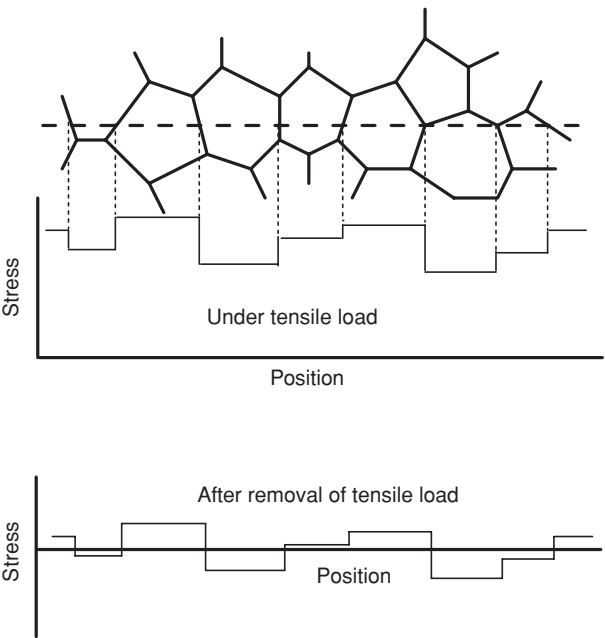 Stress
Under tensile load
Position
After removal of tensile load
Stress
Position